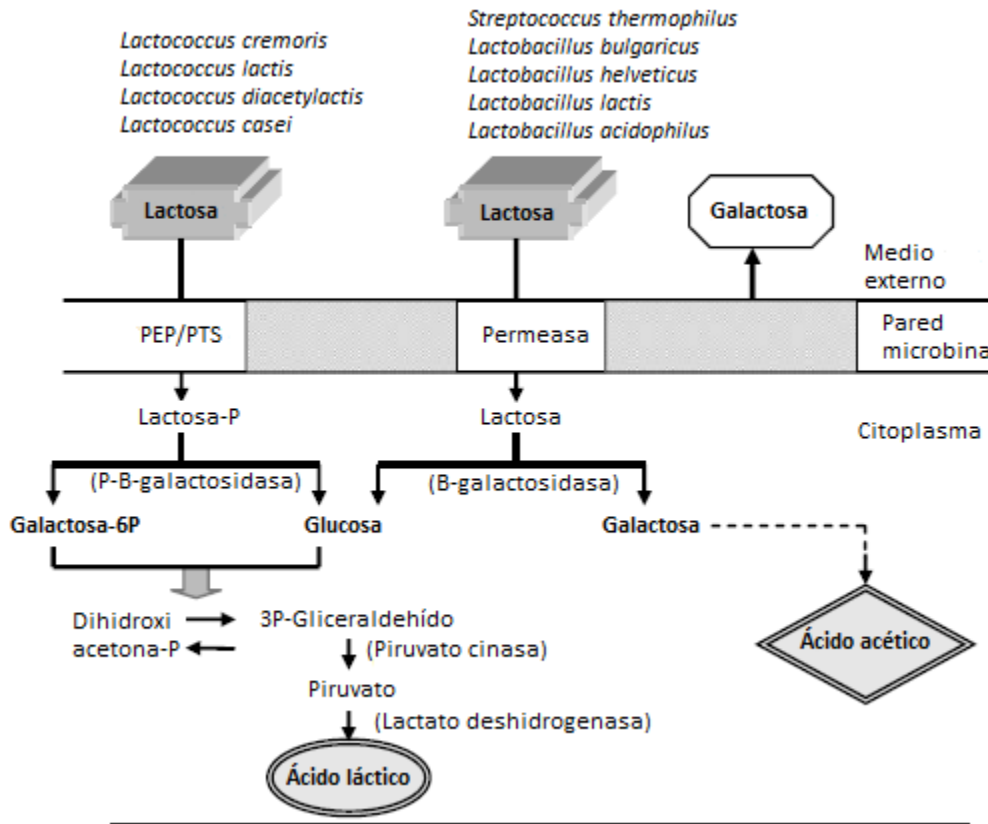 Lactococcus cremoris
Lactococcus lactis
Lactococcus diacetylactis
Lactococcus casei
Streptococcus thermophilus
Lactobacillus bulgaricus
Lactobacillus helveticus
Lactobacillus lactis
Lactobacillus acidophilus
Lactosa
Lactosa
Galactosa
Medio
externo
PEP/PTS
Permeasa
Pared
microbina
Lactosa-P
Lactosa
Citoplasma
(P-B-galactosidasa)
(B-galactosidasa)
Galactosa-6P
Glucosa
Galactosa
Dihidroxi
acetona-P
3P-Gliceraldehído
(Piruvato cinasa)
Piruvato
(Lactato deshidrogenasa)
Ácido láctico
Ácido acético